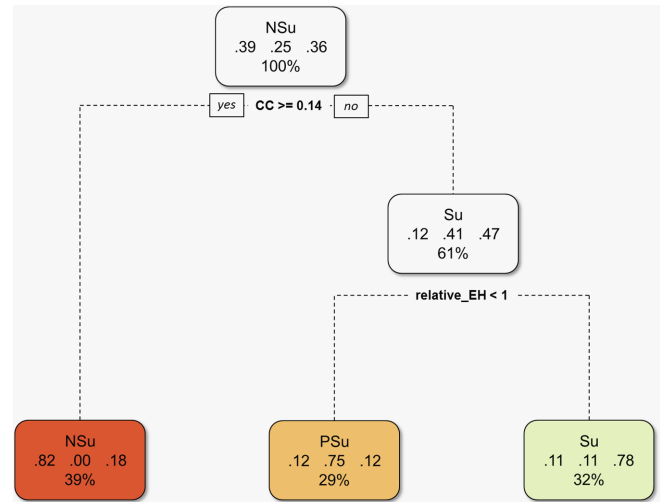 NSu
.39 .25 .36
100%
yes CC >= 0.14 no
Su
.12 .41 .47
61%
relative_EH < 1
NSu
.82 .00 .18
39%
PSu
.12 .75 .12
29%
Su
.11 .11 .78
32%